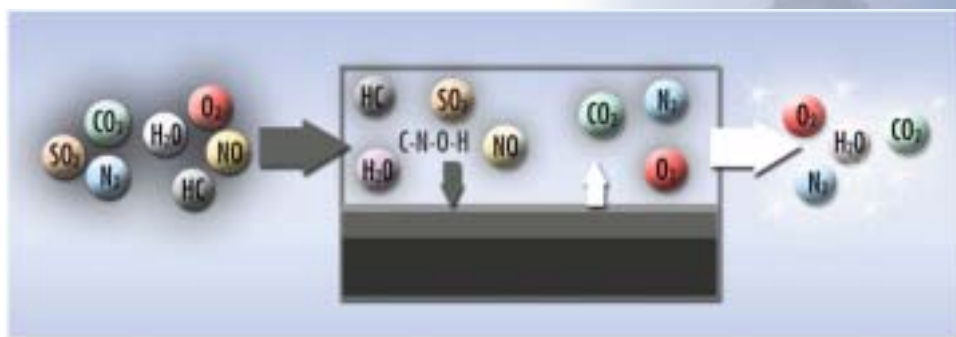 CO₂
SO₂
N₂
H₂O
O₂
NO
HC
HC
SO₂
C-N-O-H
NO
H₂O
CO₂
N₂
O₂
O₂
H₂O
CO₂
N₂